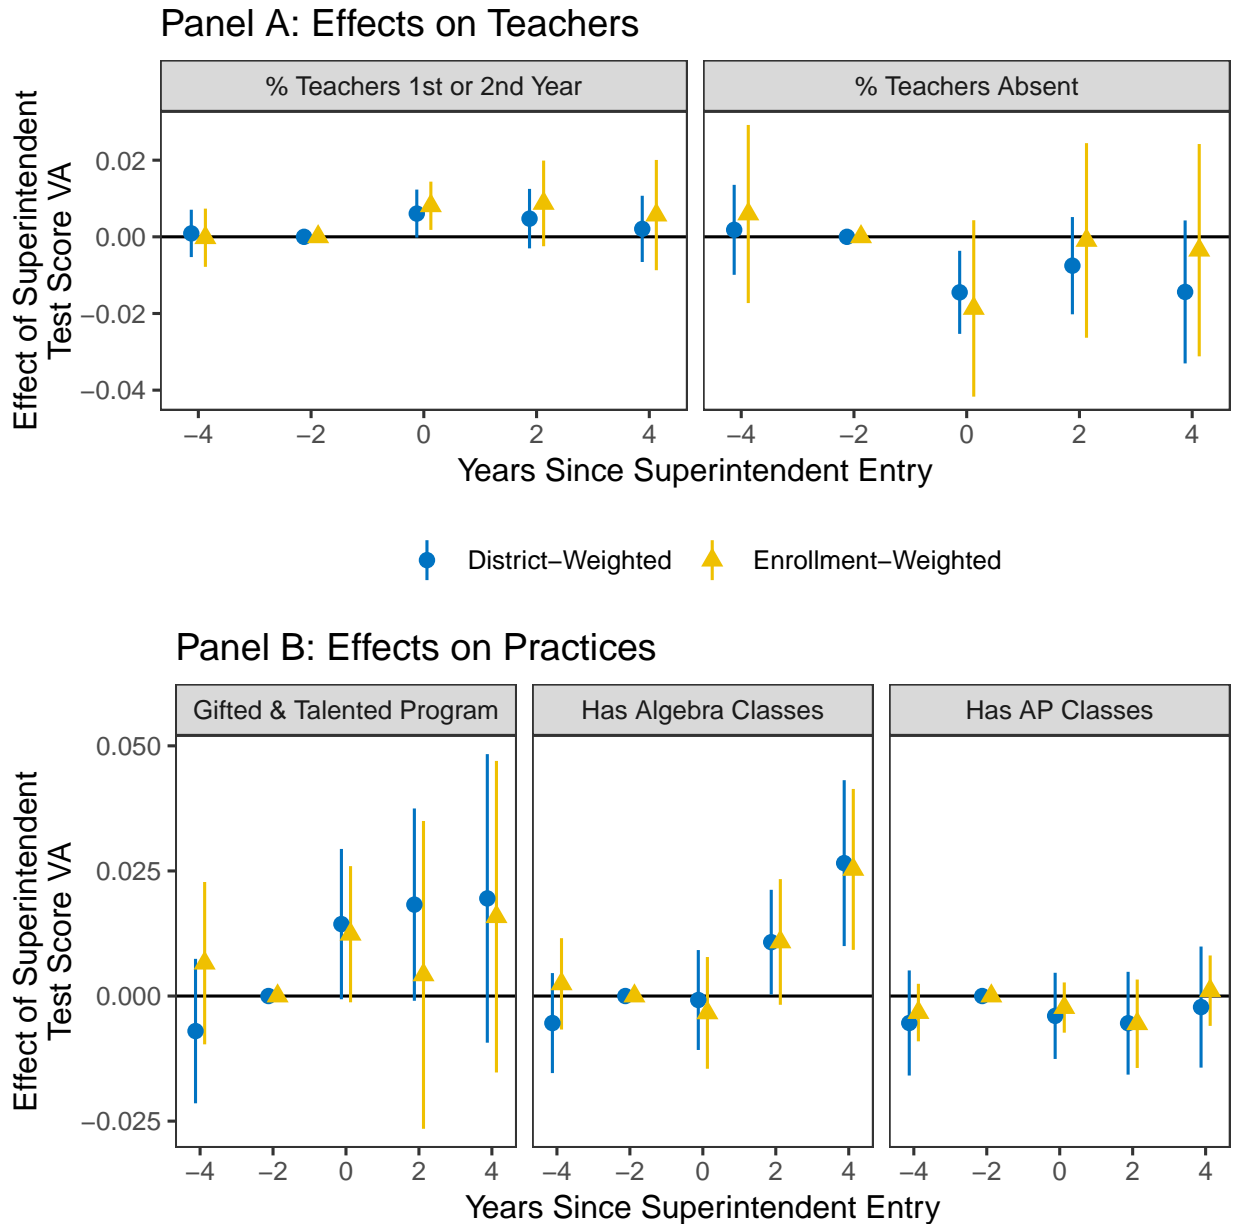 Panel A: Effects on Teachers
% Teachers 1st or 2nd Year
% Teachers Absent
Effect of Superintendent
Test Score VA
0.02
0.00
−0.02
−0.04
−4 −2 0 2 4
−4 −2 0 2 4
Years Since Superintendent Entry
District−Weighted
Enrollment−Weighted
Panel B: Effects on Practices
Gifted & Talented Program
Has Algebra Classes
Has AP Classes
Effect of Superintendent
Test Score VA
0.050
0.025
0.000
−0.025
−4 −2 0 2 4
−4 −2 0 2 4
−4 −2 0 2 4
Years Since Superintendent Entry